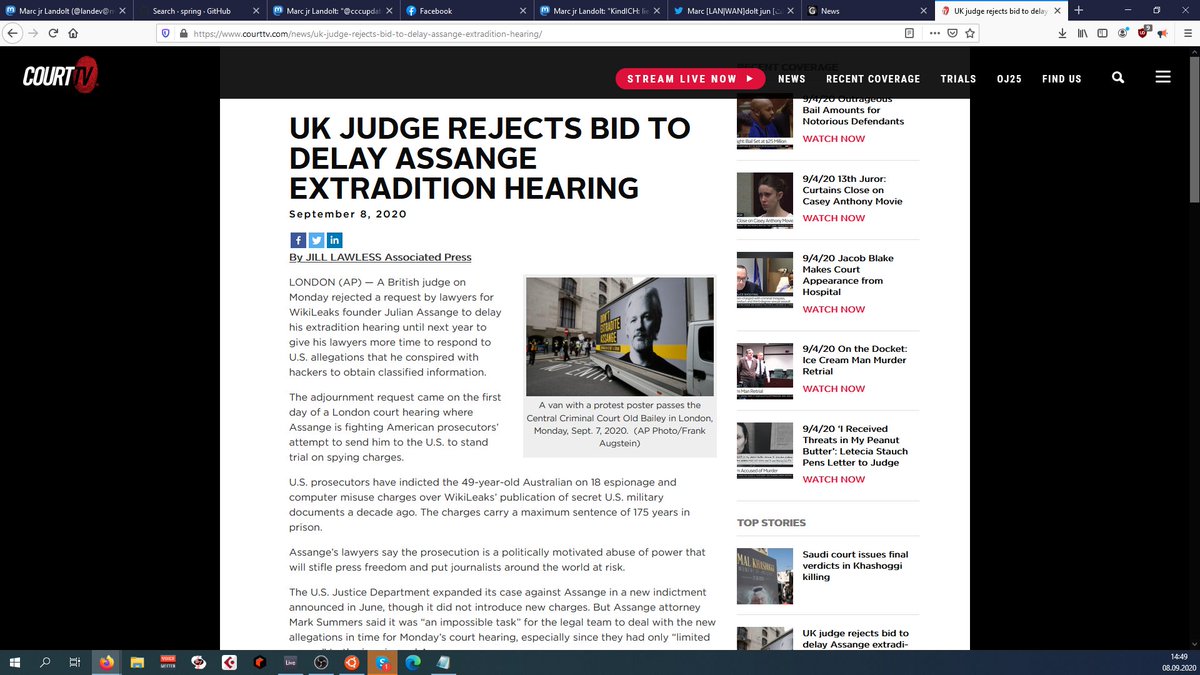 Marc jr Landolt (@landev@n
Search · spring · GitHub
Marc jr Landolt: "@cccupdat
Facebook
Marc jr Landolt: "KindICH: lie
Marc [LAN|WAN]dolt jun [c
News
UK judge rejects bid to delay
https://www.courttv.com/news/uk-judge-rejects-bid-to-delay-assange-extradition-hearing/
COURT TV
STREAM LIVE NOW
NEWS
RECENT COVERAGE
TRIALS
OJ25
FIND US
UK JUDGE REJECTS BID TO
DELAY ASSANGE
EXTRADITION HEARING
September 8, 2020
By JILL LAWLESS Associated Press
LONDON (AP) — A British judge on
Monday rejected a request by lawyers for
WikiLeaks founder Julian Assange to delay
his extradition hearing until next year to
give his lawyers more time to respond to
U.S. allegations that he conspired with
hackers to obtain classified information.
The adjournment request came on the first
day of a London court hearing where
Assange is fighting American prosecutors'
attempt to send him to the U.S. to stand
trial on spying charges.
DON'T
EXTRADITE
ASSANGE
NO ENTRY
A van with a protest poster passes the
Central Criminal Court Old Bailey in London,
Monday, Sept. 7, 2020. (AP Photo/Frank
Augstein)
U.S. prosecutors have indicted the 49-year-old Australian on 18 espionage and
computer misuse charges over WikiLeaks' publication of secret U.S. military
documents a decade ago. The charges carry a maximum sentence of 175 years in
prison.
Assange's lawyers say the prosecution is a politically motivated abuse of power that
will stifle press freedom and put journalists around the world at risk.
The U.S. Justice Department expanded its case against Assange in a new indictment
announced in June, though it did not introduce new charges. But Assange attorney
Mark Summers said it was "an impossible task" for the legal team to deal with the new
allegations in time for Monday's court hearing, especially since they had only "limited
RECENT COVERAGE
9/4/20 Outrageous
Bail Amounts for
Notorious Defendants
WATCH NOW
9/4/20 13th Juror:
Curtains Close on
Casey Anthony Movie
WATCH NOW
9/4/20 Jacob Blake
Makes Court
Appearance from
Hospital
WATCH NOW
9/4/20 On the Docket:
Ice Cream Man Murder
Retrial
WATCH NOW
9/4/20 'I Received
Threats in My Peanut
Butter': Letecia Stauch
Pens Letter to Judge
WATCH NOW
TOP STORIES
Saudi court issues final
verdicts in Khashoggi
killing
UK judge rejects bid to
delay Assange extradi-
Live
14:49
08.09.2020